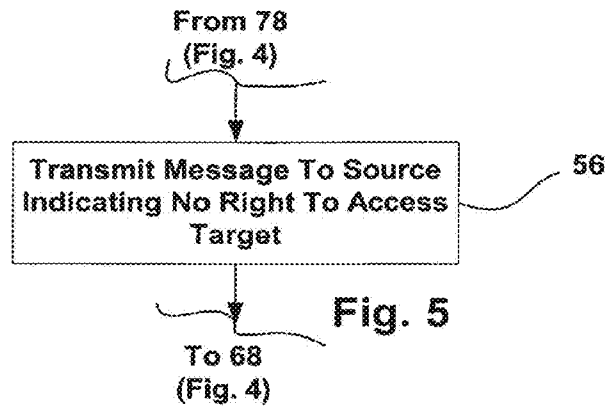 From 78
(Fig. 4)
Transmit Message To Source
Indicating No Right To Access
Target
56
Fig. 5
To 68
(Fig. 4)